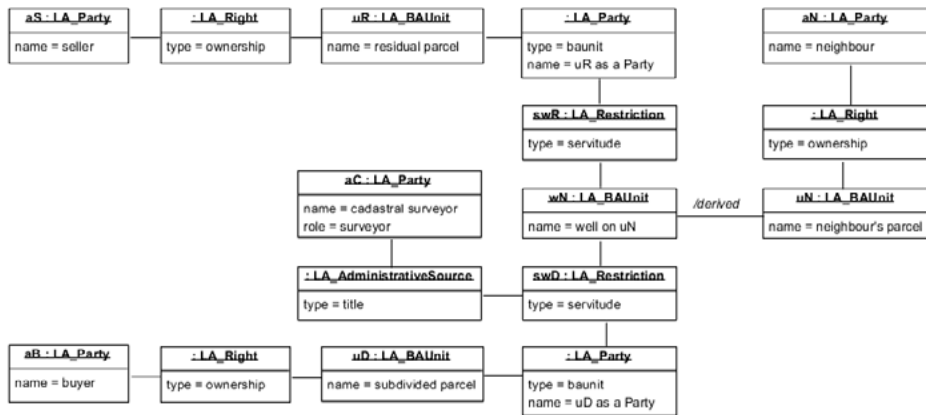 aS : LA_Party
name = seller
: LA_Right
type = ownership
uR : LA_BAUnit
name = residual parcel
: LA_Party
type = baunit
name = uR as a Party
aN : LA_Party
name = neighbour
swR : LA_Restriction
type = servitude
: LA_Right
type = ownership
aC : LA_Party
name = cadastral surveyor
role = surveyor
wN : LA_BAUnit
name = well on uN
/derived
uN : LA_BAUnit
name = neighbour's parcel
: LA_AdministrativeSource
type = title
swD : LA_Restriction
type = servitude
aB : LA_Party
name = buyer
: LA_Right
type = ownership
uD : LA_BAUnit
name = subdivided parcel
: LA_Party
type = baunit
name = uD as a Party